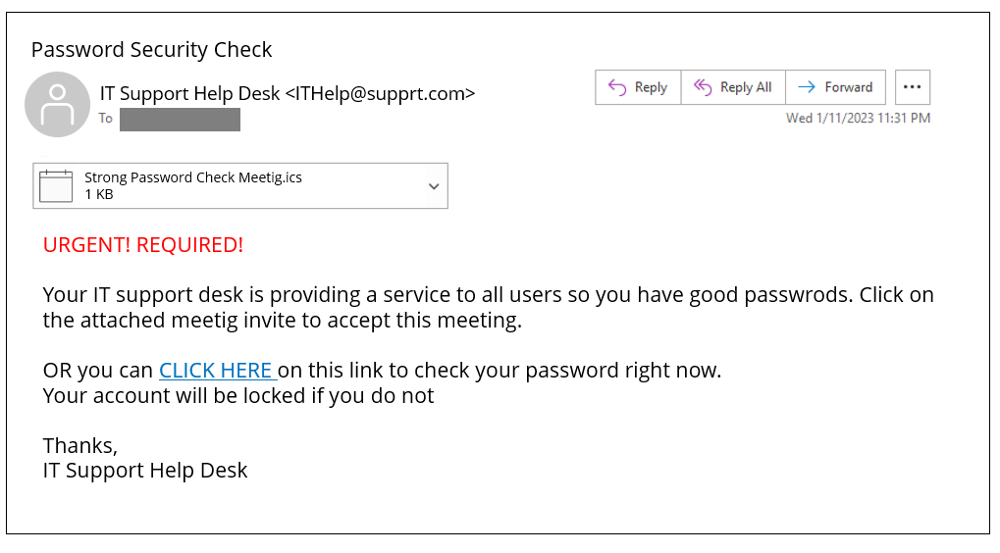 Password Security Check
IT Support Help Desk <ITHelp@supprt.com>
Reply Reply All Forward ...
To
Wed 1/11/2023 11:31 PM
Strong Password Check Meetig.ics
1 KB
URGENT! REQUIRED!
Your IT support desk is providing a service to all users so you have good passwrods. Click on
the attached meetig invite to accept this meeting.
OR you can CLICK HERE on this link to check your password right now.
Your account will be locked if you do not
Thanks,
IT Support Help Desk